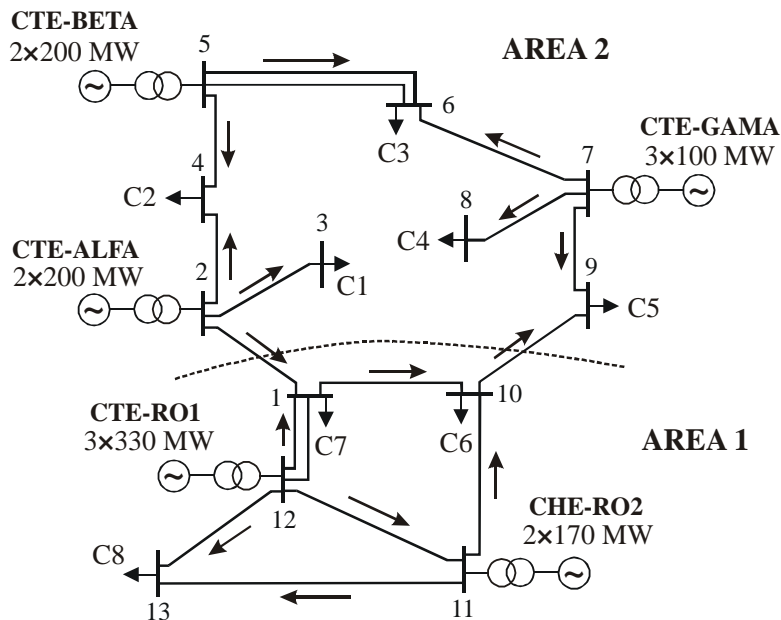 CTE-BETA
2×200 MW
5
AREA 2
6
C3
CTE-GAMA
3×100 MW
7
4
C2
8
C4
3
C1
CTE-ALFA
2×200 MW
2
9
C5
1
C7
10
C6
CTE-RO1
3×330 MW
AREA 1
12
CHE-RO2
2×170 MW
C8
13
11
~
~
~
~
~